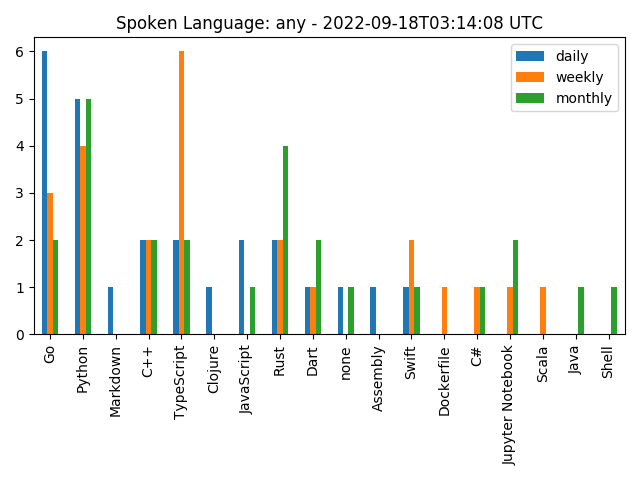 Spoken Language: any - 2022-09-18T03:14:08 UTC
daily
weekly
monthly
6
5
4
3
2
1
0
Go
Python
Markdown
C++
TypeScript
Clojure
JavaScript
Rust
Dart
none
Assembly
Swift
Dockerfile
C#
Jupyter Notebook
Scala
Java
Shell